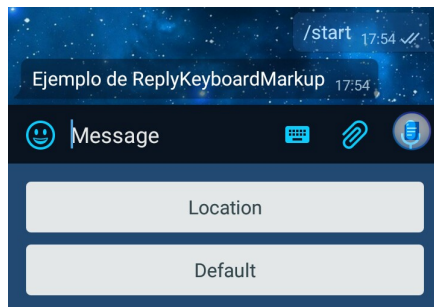 /start 17:54
Ejemplo de ReplyKeyboardMarkup 17:54
Message
Location
Default